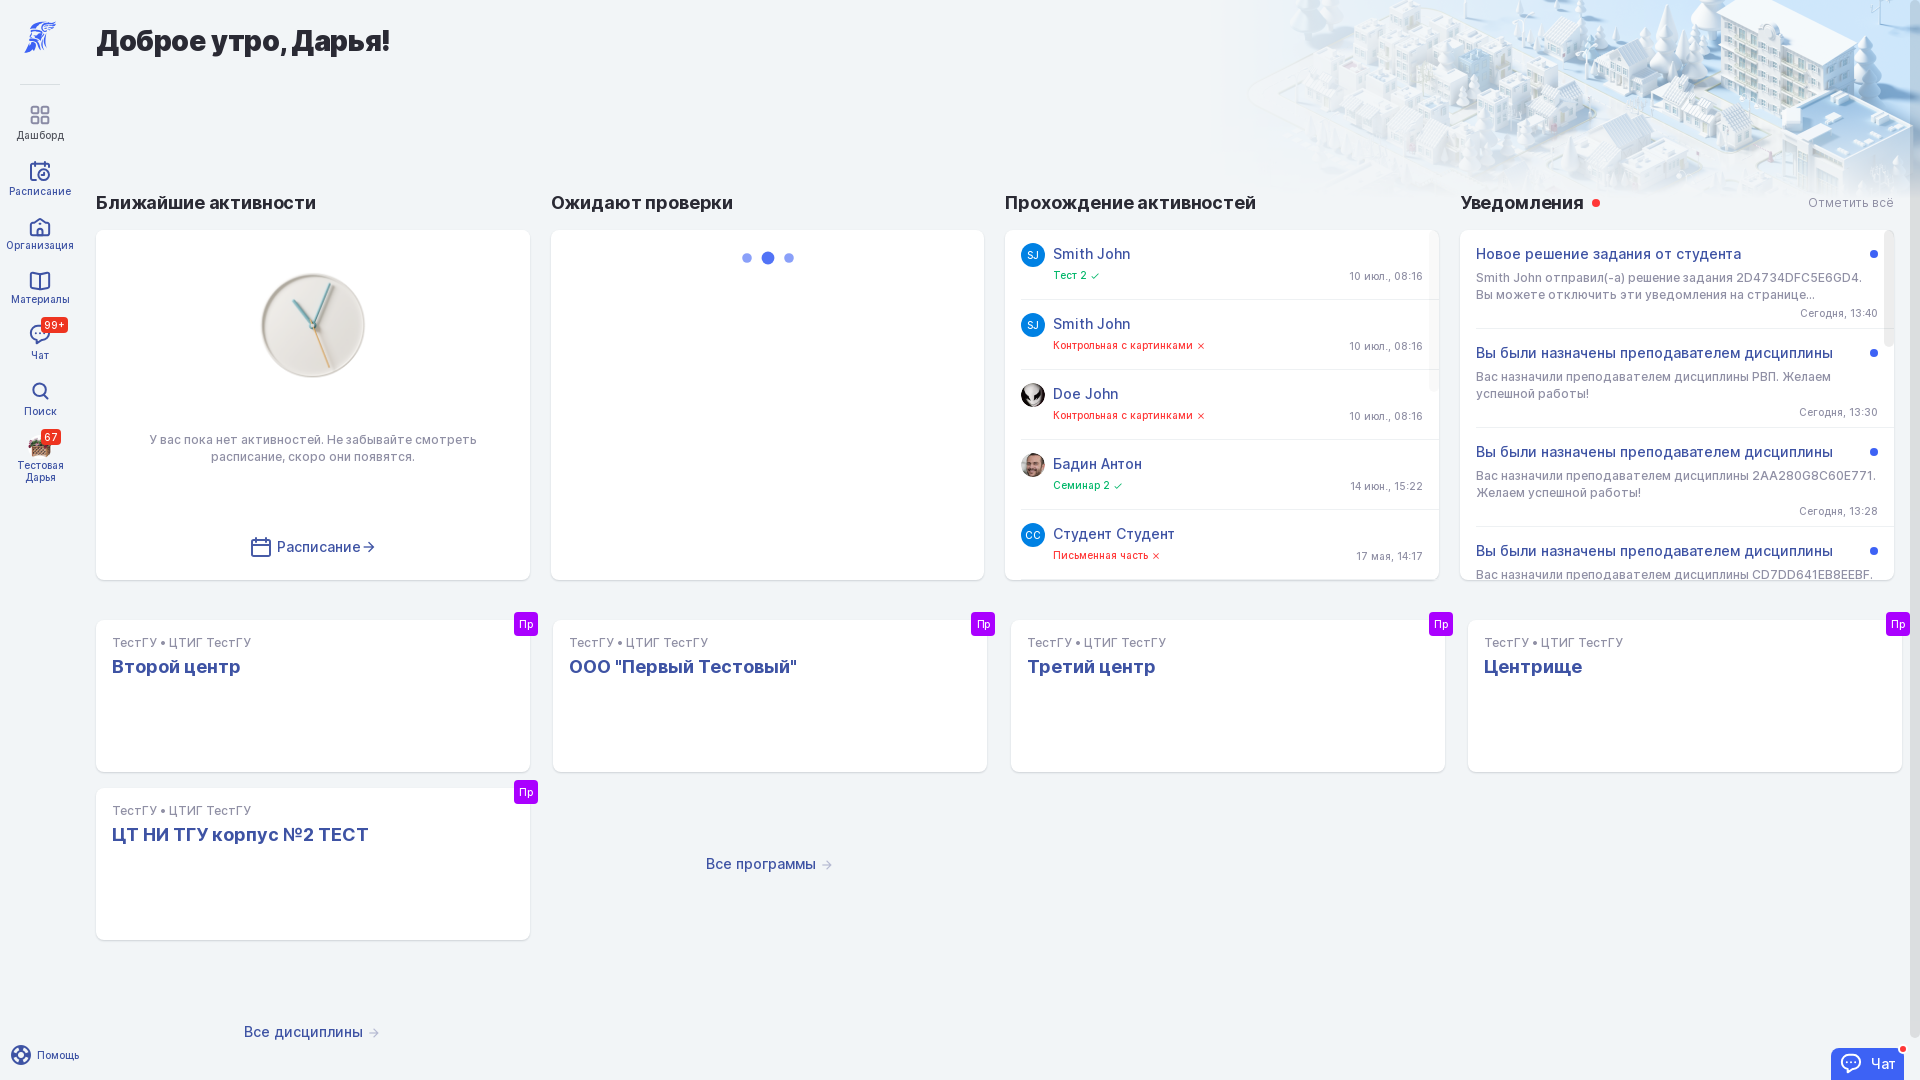 Доброе утро, Дарья!
Дашборд
Расписание
Организация
Материалы
99+
Чат
Поиск
67
Тестовая
Дарья
Помощь
Ближайшие активности
У вас пока нет активностей. Не забывайте смотреть
расписание, скоро они появятся.
Расписание
Ожидают проверки
Прохождение активностей
SJ
Smith John
Тест 2
10 июл., 08:16
SJ
Smith John
Контрольная с картинками
10 июл., 08:16
Doe John
Контрольная с картинками
10 июл., 08:16
Бадин Антон
Семинар 2
14 июн., 15:22
СС
Студент Студент
Письменная часть
17 мая, 14:17
Уведомления
Отметить всё
Новое решение задания от студента
Smith John отправил(-а) решение задания 2D4734DFC5E6GD4.
Вы можете отключить эти уведомления на странице...
Сегодня, 13:40
Вы были назначены преподавателем дисциплины
Вас назначили преподавателем дисциплины РВП. Желаем
успешной работы!
Сегодня, 13:30
Вы были назначены преподавателем дисциплины
Вас назначили преподавателем дисциплины 2AA280G8C60E771.
Желаем успешной работы!
Сегодня, 13:28
Вы были назначены преподавателем дисциплины
Вас назначили преподавателем дисциплины CD7DD641EB8EEBF.
Пр
ТестГУ • ЦТИГ ТестГУ
Второй центр
Пр
ТестГУ • ЦТИГ ТестГУ
ООО "Первый Тестовый"
Пр
ТестГУ • ЦТИГ ТестГУ
Третий центр
Пр
ТестГУ • ЦТИГ ТестГУ
Центрище
Пр
ТестГУ • ЦТИГ ТестГУ
ЦТ НИ ТГУ корпус №2 ТЕСТ
Все программы
Все дисциплины
Чат